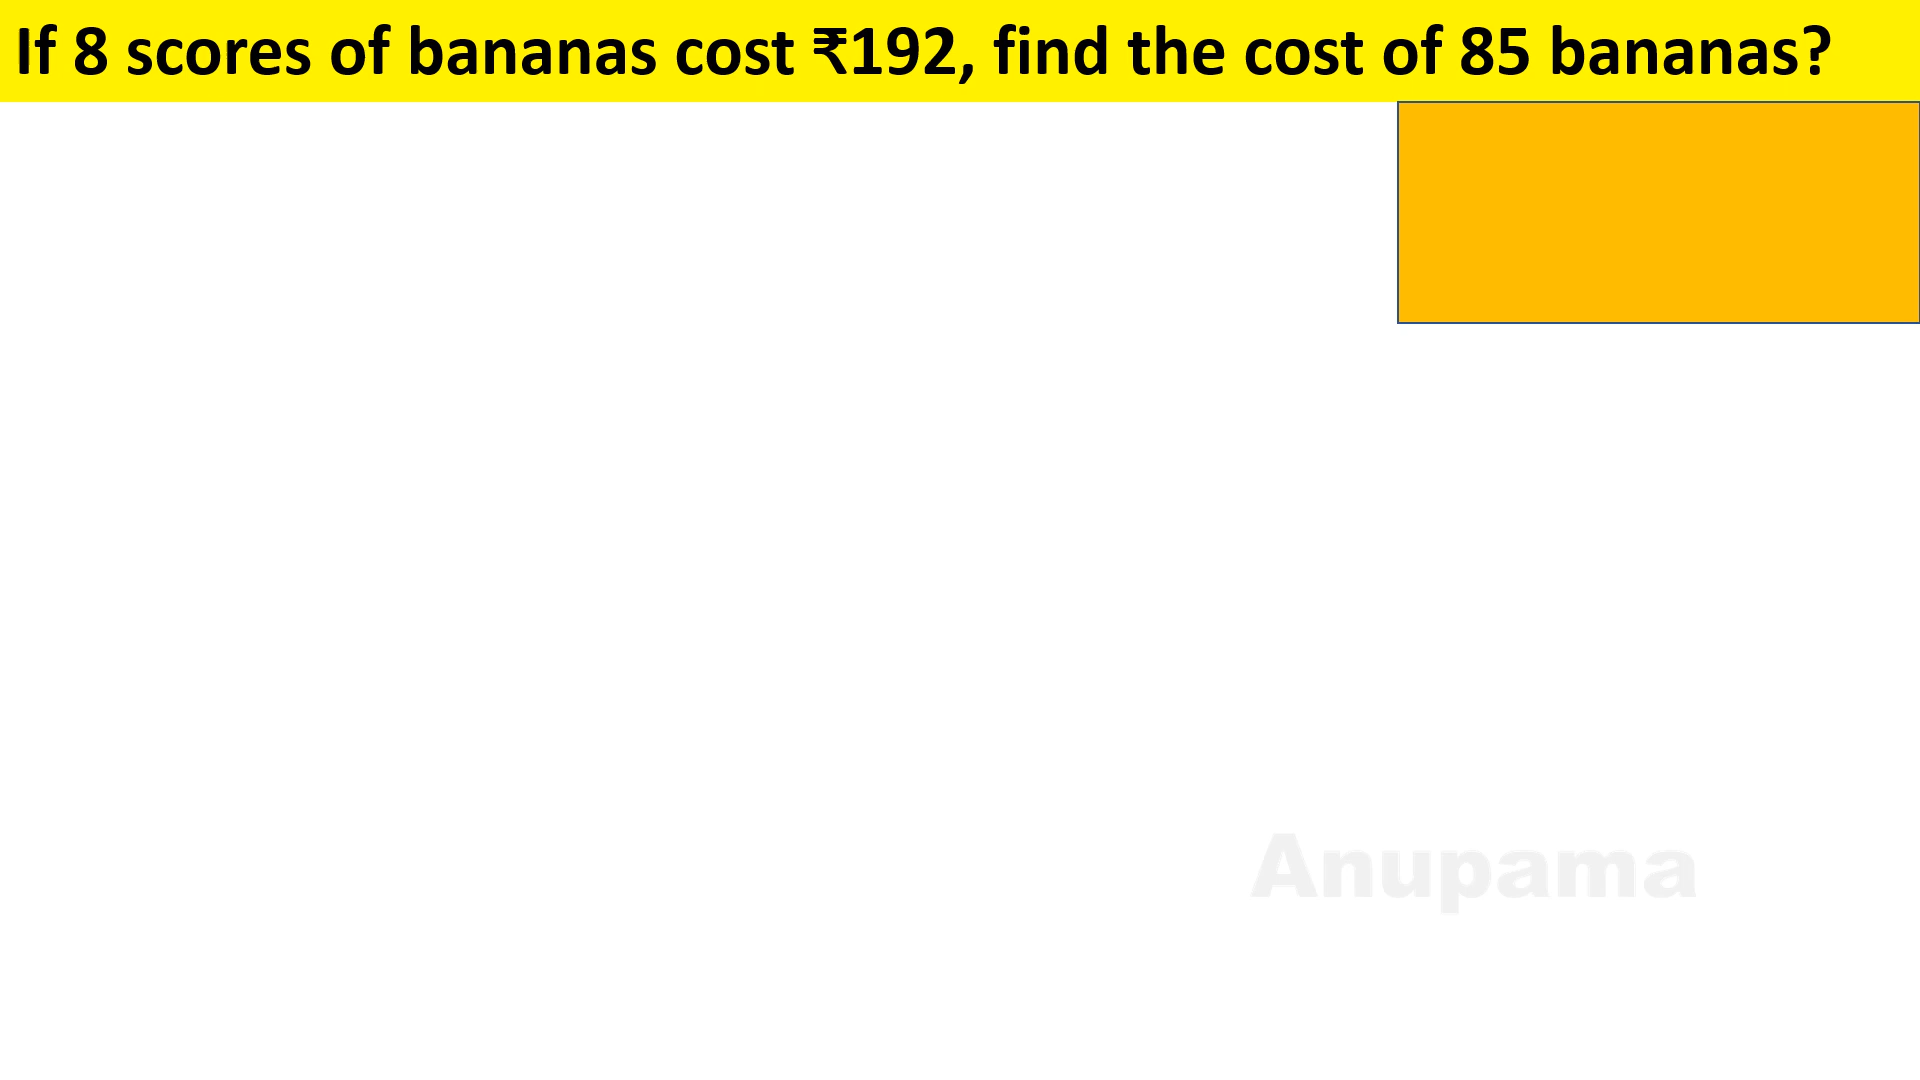 If 8 scores of bananas cost ₹192, find the cost of 85 bananas?
Anupama